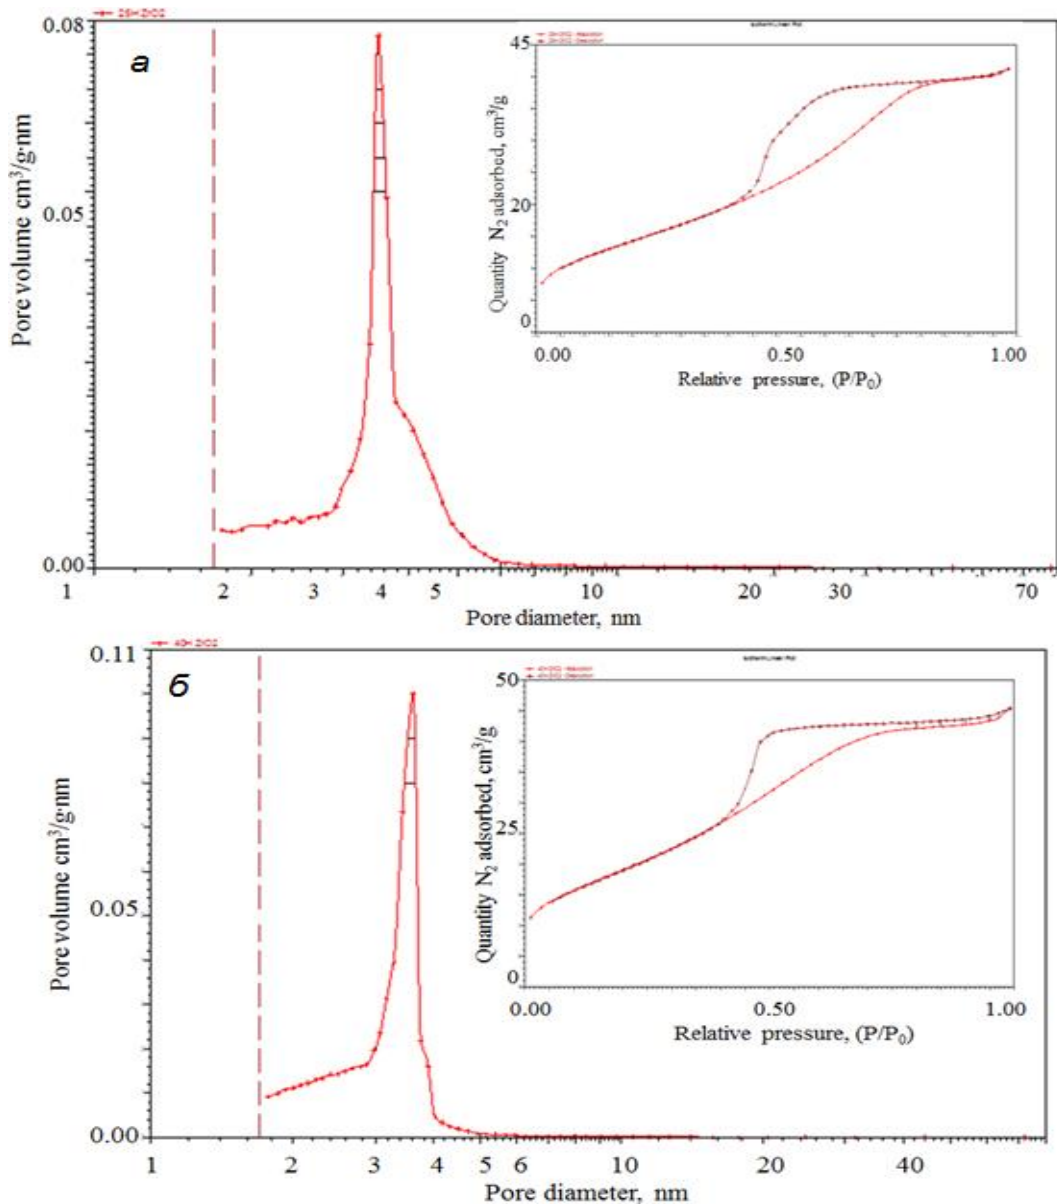 0.08
а
Pore volume cm³/g·nm
0.05
0.00
1 2 3 4 5 10 20 30 70
Pore diameter, nm
45
Quantity N₂ adsorbed, cm³/g
20
0
0.00 0.50 1.00
Relative pressure, (P/P₀)
0.11
б
Pore volume cm³/g·nm
0.05
0.00
1 2 3 4 5 6 10 20 40
Pore diameter, nm
50
Quantity N₂ adsorbed, cm³/g
25
0
0.00 0.50 1.00
Relative pressure, (P/P₀)